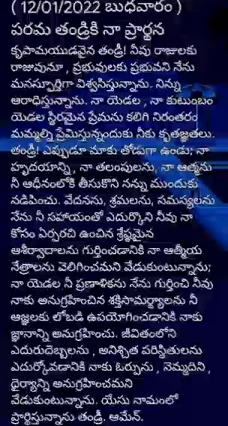 ( 12/01/2022 బుధవారం )
పరమ తండ్రికి నా ప్రార్థన
కృపామయుడవైన తండ్రీ! నీవు రాజులకు
రాజువునూ , ప్రభువులకు ప్రభువని నేను
మనస్పూర్తిగా విశ్వసిస్తున్నాను. నిన్ను
ఆరాధిస్తున్నాను. నా యెడల , నా కుటుంబం
యెడల స్థిరమైన ప్రేమను కలిగి నిరంతరం
మమ్మల్ని ప్రేమిస్తున్నందుకు నీకు కృతజ్ఞతలు.
తండ్రీ! ఎప్పుడూ మాకు తోడుగా ఉండు; నా
హృదయాన్ని , నా తలంపులను, నా ఆత్మను
నీ ఆధీనంలోకి తీసుకొని నన్ను ముందుకు
నడిపించు. వేదనను, శ్రమలను, సమస్యలను
నేను నీ సహాయంతో ఎదుర్కొని నీవు నా
కోసం ఏర్పరచి ఉంచిన శ్రేష్ఠమైన
ఆశీర్వాదాలను గుర్తించడానికి నా ఆత్మీయ
నేత్రాలను వెలిగించమని వేడుకుంటున్నాను;
నా యెడల నీ ప్రణాళికను నేను గుర్తించి నీవు
నాకు అనుగ్రహించిన శక్తిసామర్థ్యాలను నీ
ఆజ్ఞలకు లోబడి ఉపయోగించడానికి నాకు
జ్ఞానాన్ని అనుగ్రహించు. జీవితంలోని
ఎదురుదెబ్బలను , అనిశ్చిత పరిస్థితులను
ఎదుర్కోవడానికి నాకు ఓర్పును , నెమ్మదిని ,
ధైర్యాన్ని అనుగ్రహించమని
వేడుకుంటున్నాను. యేసు నామంలో
ప్రార్థిస్తున్నాను తండ్రీ. ఆమేన్.